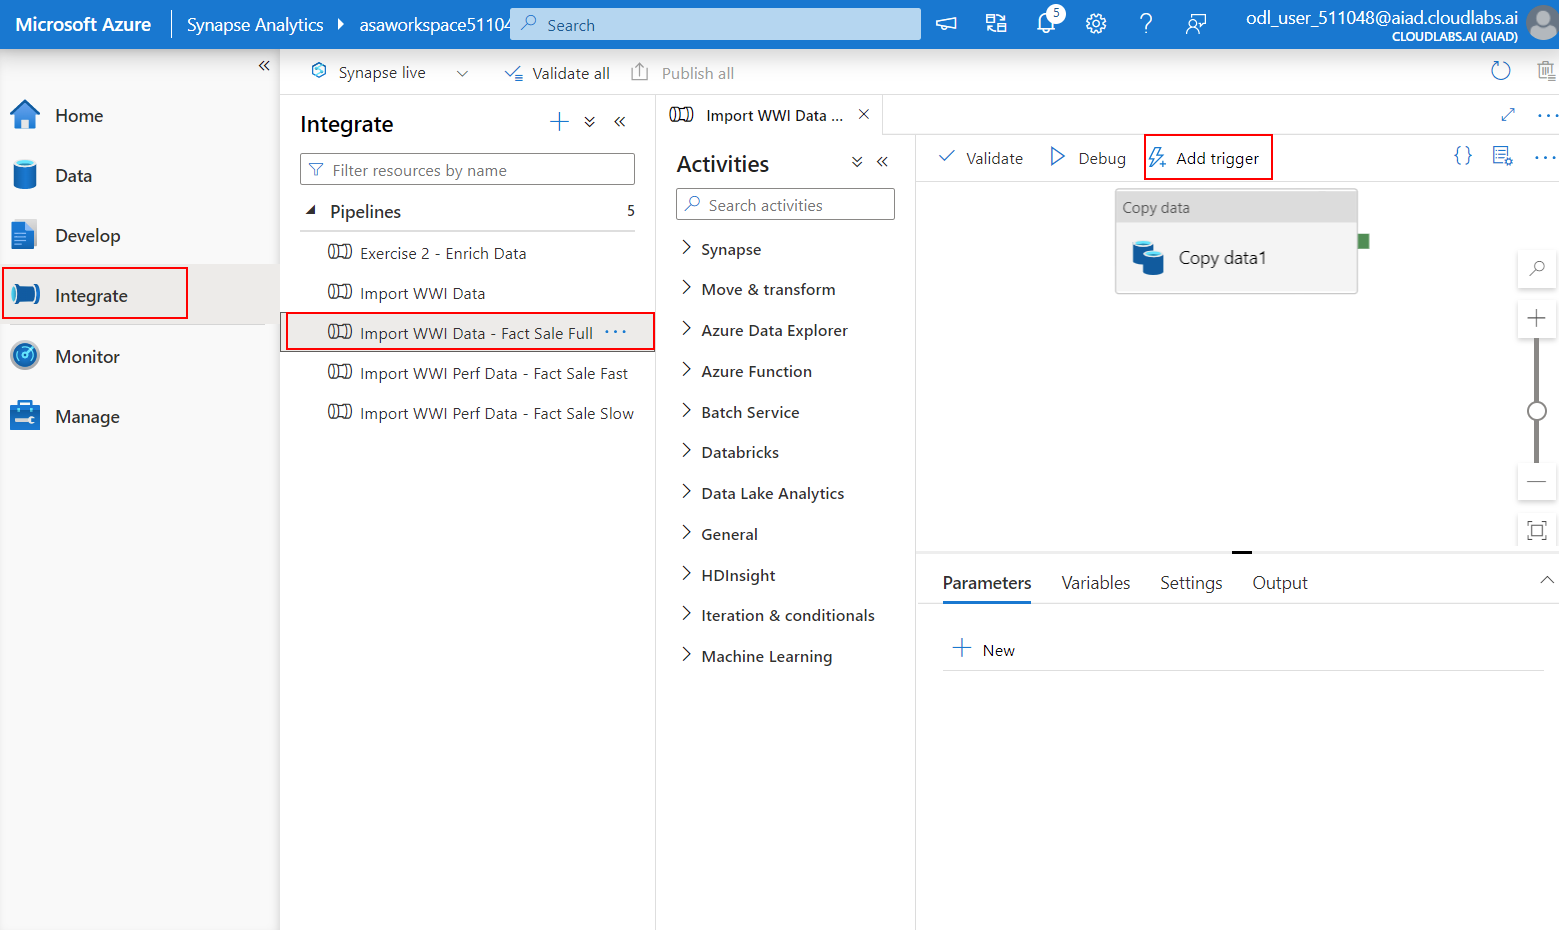 Microsoft Azure
Synapse Analytics
asaworkspace51104
Search
5
odl_user_511048@aiad.cloudlabs.ai
CLOUDLABS.AI (AIAD)
Home
Data
Develop
Integrate
Monitor
Manage
Synapse live
Validate all
Publish all
Integrate
Filter resources by name
Pipelines
5
Exercise 2 - Enrich Data
Import WWI Data
Import WWI Data - Fact Sale Full ...
Import WWI Perf Data - Fact Sale Fast
Import WWI Perf Data - Fact Sale Slow
Import WWI Data ...
Activities
Search activities
Synapse
Move & transform
Azure Data Explorer
Azure Function
Batch Service
Databricks
Data Lake Analytics
General
HDInsight
Iteration & conditionals
Machine Learning
Validate
Debug
Add trigger
{}
Copy data
Copy data1
Parameters
Variables
Settings
Output
New